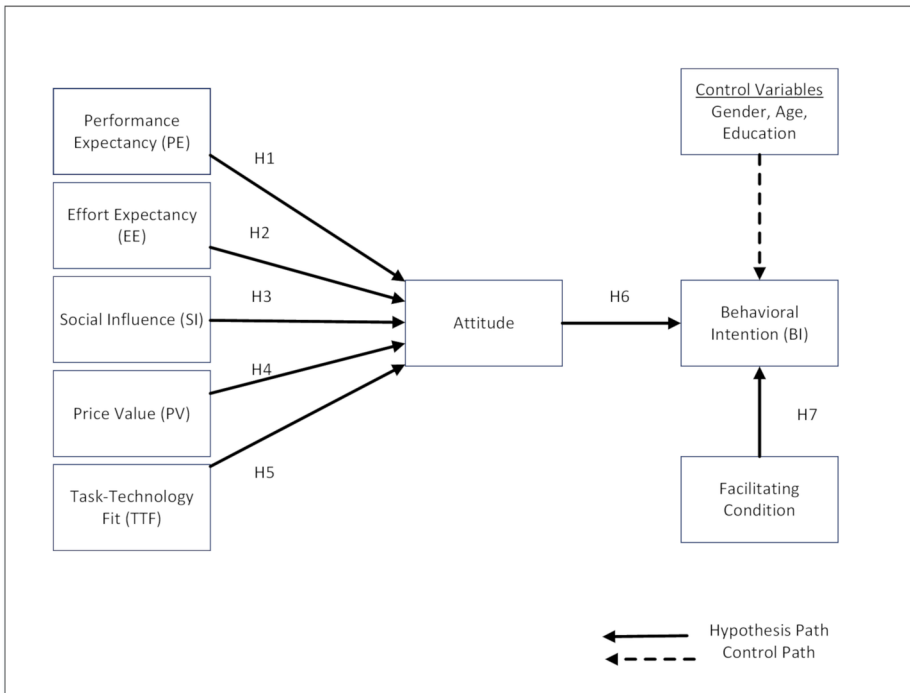 Performance
Expectancy (PE)
H1
Effort Expectancy
(EE)
H2
Social Influence (SI)
H3
Price Value (PV)
H4
Task-Technology
Fit (TTF)
H5
Attitude
H6
Control Variables
Gender, Age,
Education
Behavioral
Intention (BI)
H7
Facilitating
Condition
Hypothesis Path
Control Path